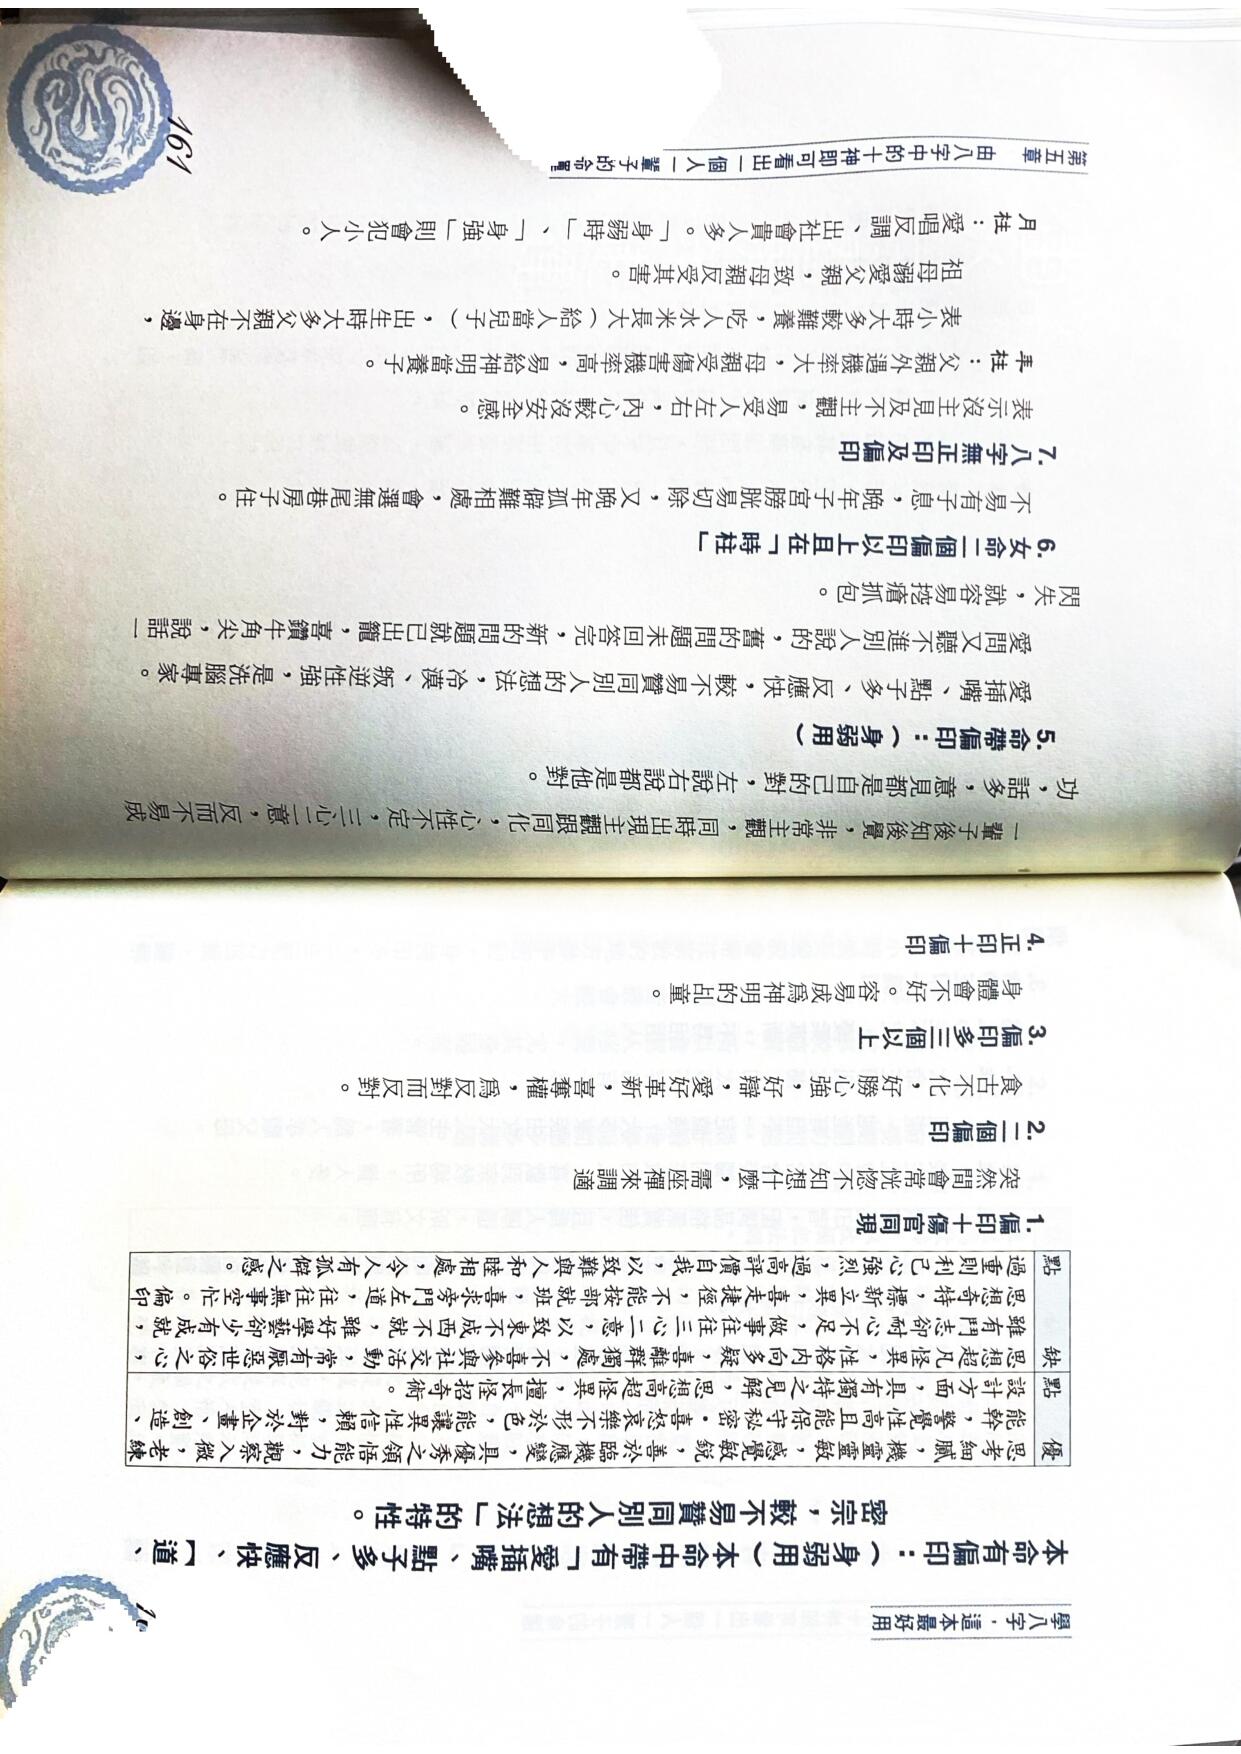 學八字，這本最好用
本命有偏印：（身弱用）本命中帶有「愛插嘴、點子多、反應快、【道、
密宗，較不易贊同別人的想法」的特性。
優點
思考細膩，機靈靈敏，感覺敏銳，善於臨機應變，具優秀之領悟能力，觀察入微，老練
能幹，警覺性高且能保守秘密・喜怒哀樂不形於色，能讓異性信賴，對於企畫、創造、
設計方面，具有獨特之見解，思想高超怪異，擅長怪招奇術。
缺點
思想超凡怪異，性格內向多疑，喜離群獨處，不喜參與社交活動，常有厭惡世俗之心，
雖有鬥志卻耐心不足，做事往往三心二意，以致東不成西不就，雖好學藝卻少有成就，
思想奇特，標新立異，喜走捷徑，不能按部就班，喜求旁門左道，往往無事空忙。偏印
過重則利己心強烈，過高評價自我，以致難與人和睦相處，令人有孤僻之感。
1.偏印十傷官同現
突然間會常恍惚不知想什麼，需座禪來調適
2.二個偏印
食古不化，好勝心強，好辯，愛好革新，喜奪權，為反對而反對。
3.偏印多三個以上
身體會不好。容易成為神明的乩童。
4.正印十偏印
一輩子後知後覺，非常主觀，同時出現主觀跟同化，心性不定，三心二意，反而不易成
功，話多，意見都是自己的對，左說右說都是他對。
5.命帶偏印：（身弱用）
愛插嘴、點子多、反應快，較不易贊同別人的想法，冷漠、叛逆性強，是洗腦專家。
愛問又聽不進別人說的，舊的問題未回答完，新的問題就已出籠，喜鑽牛角尖，說話一
閃失，就容易挖瘡抓包。
6.女命二個偏印以上且在「時柱」
不易有子息，晚年子宮膀胱易切除，又晚年孤僻難相處，會選無尾巷房子住。
7.八字無正印及偏印
表示沒主見及不主觀，易受人左右，內心較沒安全感。
年柱：父親外遇機率大，母親受傷害機率高，易給神明當養子。
表小時大多較難養，吃人水米長大（給人當兒子），出生時大多父親不在身邊，
祖母溺愛父親，致母親反受其害。
月柱：愛唱反調、出社會貴人多。「身弱時」、「身強」則會犯小人。
第五章 由八字中的十神即可看出一個人一輩子的命運
161